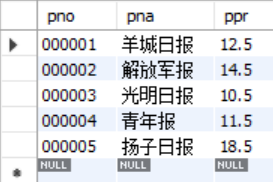 pno pna ppr
000001 羊城日报 12.5
000002 解放军报 14.5
000003 光明日报 10.5
000004 青年报 11.5
000005 扬子日报 18.5
NULL NULL NULL